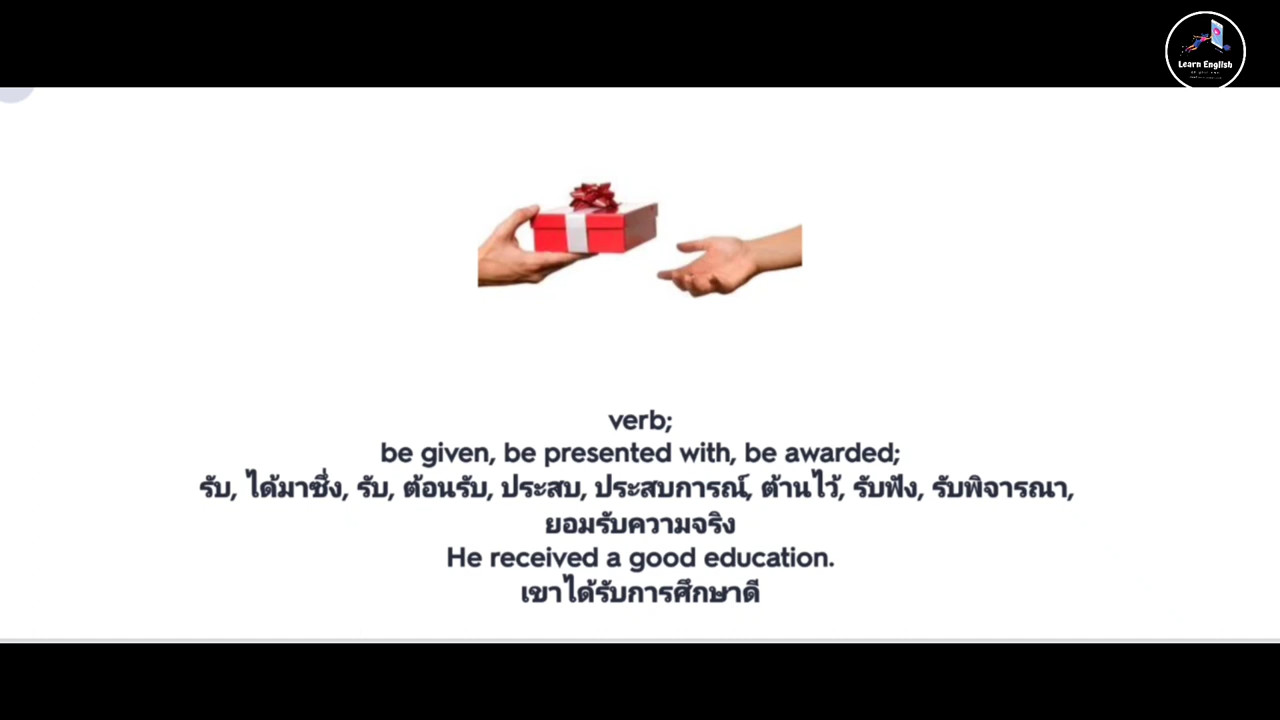 Learn English
verb;
be given, be presented with, be awarded;
รับ, ได้มาซึ่ง, รับ, ต้อนรับ, ประสบ, ประสบการณ์, ต้านไว้, รับฟัง, รับพิจารณา,
ยอมรับความจริง
He received a good education.
เขาได้รับการศึกษาดี